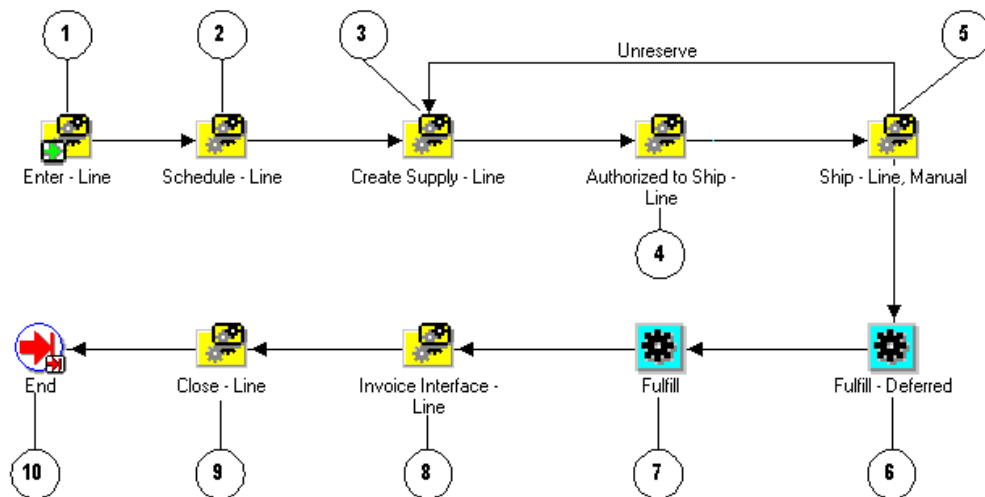 1
2
3
5
Unreserve
Enter - Line
Schedule - Line
Create Supply - Line
Authorized to Ship -
Line
Ship - Line, Manual
4
End
Close - Line
Invoice Interface -
Line
Fulfill
Fulfill - Deferred
10
9
8
7
6